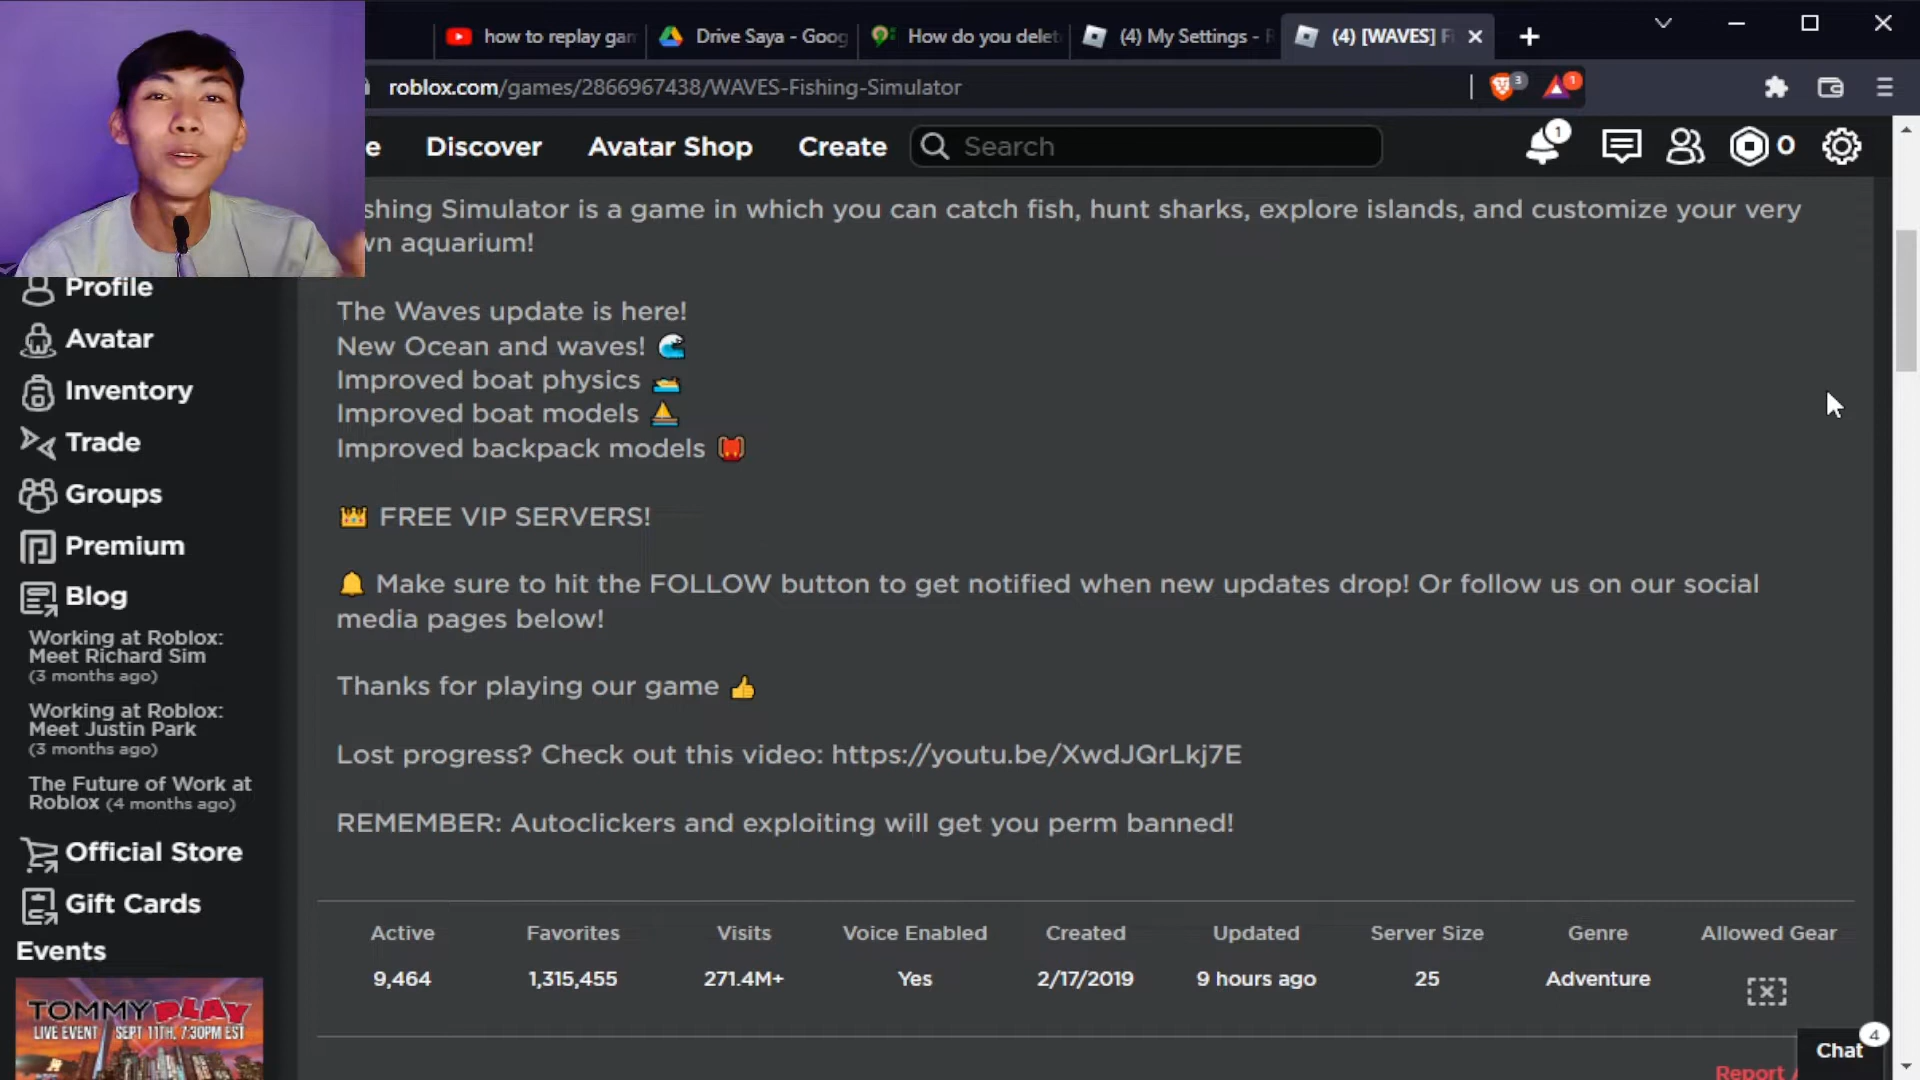 how to replay gam
Drive Saya - Goog
How do you delet
(4) My Settings - R
(4) [WAVES] Fi
roblox.com/games/2866967438/WAVES-Fishing-Simulator
3
1
e
Discover
Avatar Shop
Create
Search
1
0
shing Simulator is a game in which you can catch fish, hunt sharks, explore islands, and customize your very
wn aquarium!
The Waves update is here!
New Ocean and waves! 🌊
Improved boat physics 🚤
Improved boat models ⛵
Improved backpack models 🎒
👑 FREE VIP SERVERS!
🔔 Make sure to hit the FOLLOW button to get notified when new updates drop! Or follow us on our social
media pages below!
Thanks for playing our game 👍
Lost progress? Check out this video: https://youtu.be/XwdJQrLkj7E
REMEMBER: Autoclickers and exploiting will get you perm banned!
Profile
Avatar
Inventory
Trade
Groups
Premium
Blog
Working at Roblox:
Meet Richard Sim
(3 months ago)
Working at Roblox:
Meet Justin Park
(3 months ago)
The Future of Work at
Roblox (4 months ago)
Official Store
Gift Cards
Events
TOMMY PLAY
LIVE EVENT SEPT 11TH, 7:30PM EST
Active Favorites Visits Voice Enabled Created Updated Server Size Genre Allowed Gear
9,464 1,315,455 271.4M+ Yes 2/17/2019 9 hours ago 25 Adventure
Report
Chat
4